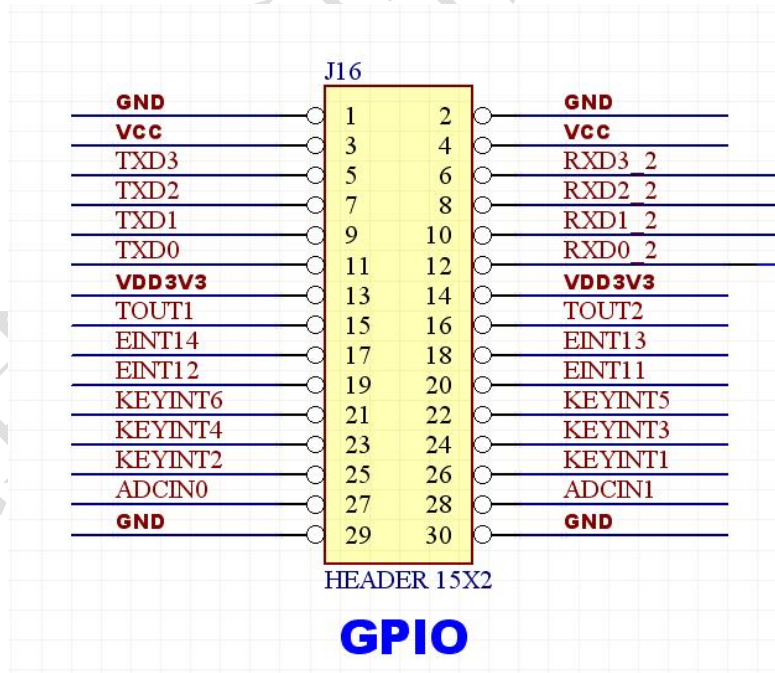 J16
GND 1 2 GND
VCC 3 4 VCC
TXD3 5 6 RXD3_2
TXD2 7 8 RXD2_2
TXD1 9 10 RXD1_2
TXD0 11 12 RXD0_2
VDD3V3 13 14 VDD3V3
TOUT1 15 16 TOUT2
EINT14 17 18 EINT13
EINT12 19 20 EINT11
KEYINT6 21 22 KEYINT5
KEYINT4 23 24 KEYINT3
KEYINT2 25 26 KEYINT1
ADCIN0 27 28 ADCIN1
GND 29 30 GND
HEADER 15X2
GPIO